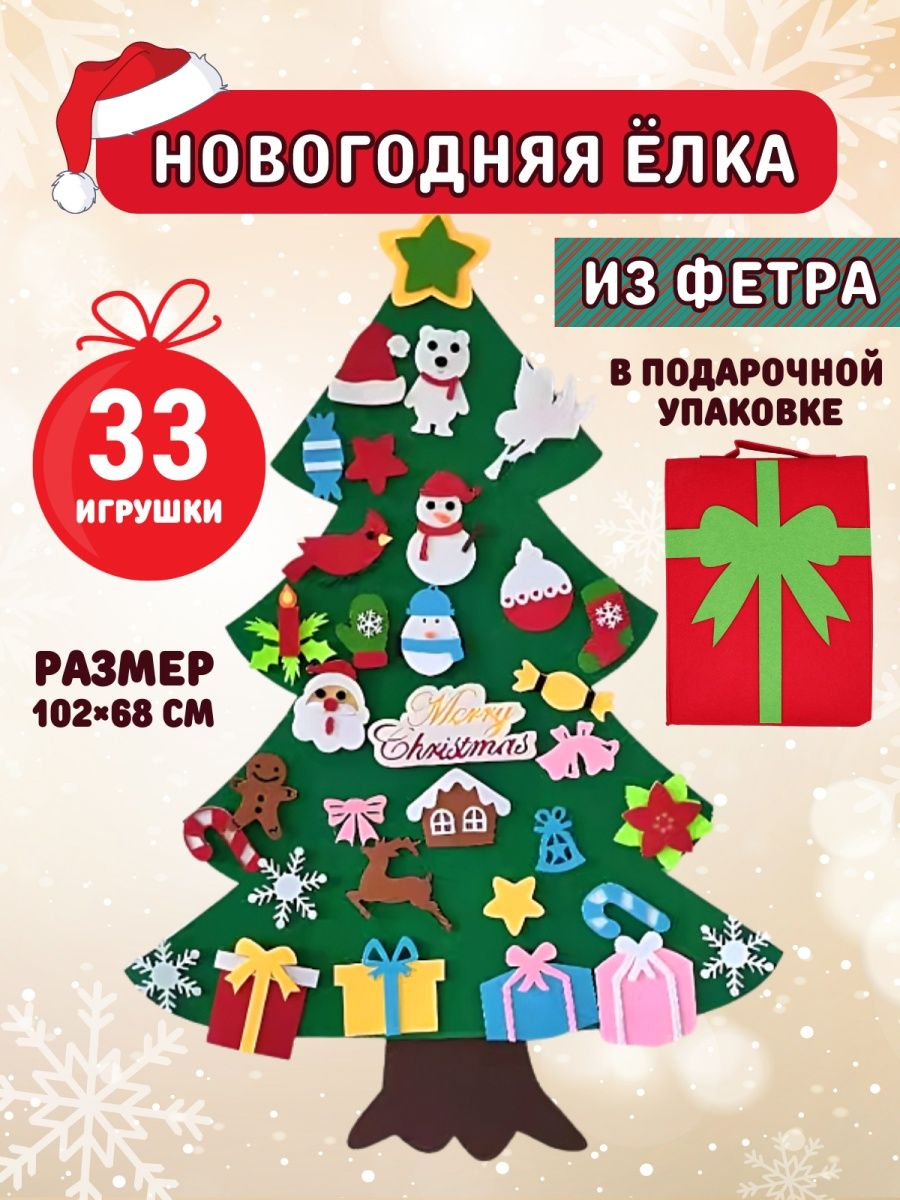 НОВОГОДНЯЯ ЁЛКА
ИЗ ФЕТРА
В ПОДАРОЧНОЙ
УПАКОВКЕ
33
ИГРУШКИ
РАЗМЕР
102×68 СМ
Merry
Christmas